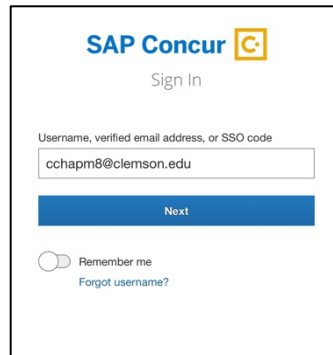 SAP Concur C
Sign In
Username, verified email address, or SSO code
cchapm8@clemson.edu
Next
Remember me
Forgot username?